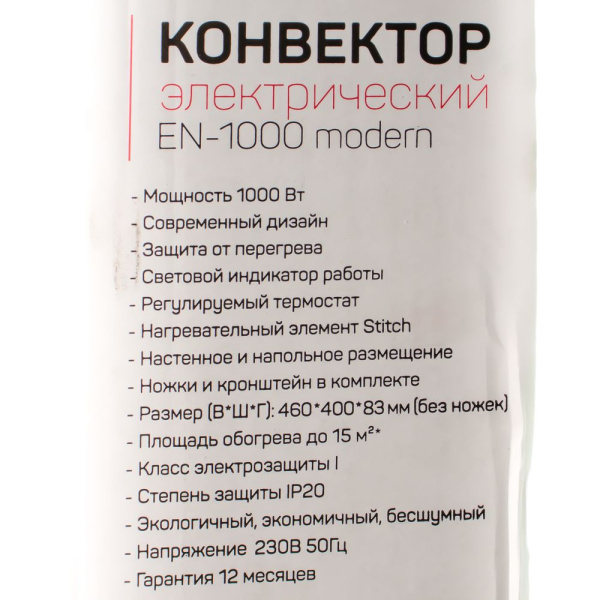 КОНВЕКТОР
электрический
EN-1000 modern
- Мощность 1000 Вт
- Современный дизайн
- Защита от перегрева
- Световой индикатор работы
- Регулируемый термостат
- Нагревательный элемент Stitch
- Настенное и напольное размещение
- Ножки и кронштейн в комплекте
- Размер (В*Ш*Г): 460*400*83 мм (без ножек)
- Площадь обогрева до 15 м²*
- Класс электрозащиты I
- Степень защиты IP20
- Экологичный, экономичный, бесшумный
- Напряжение 230В 50Гц
- Гарантия 12 месяцев